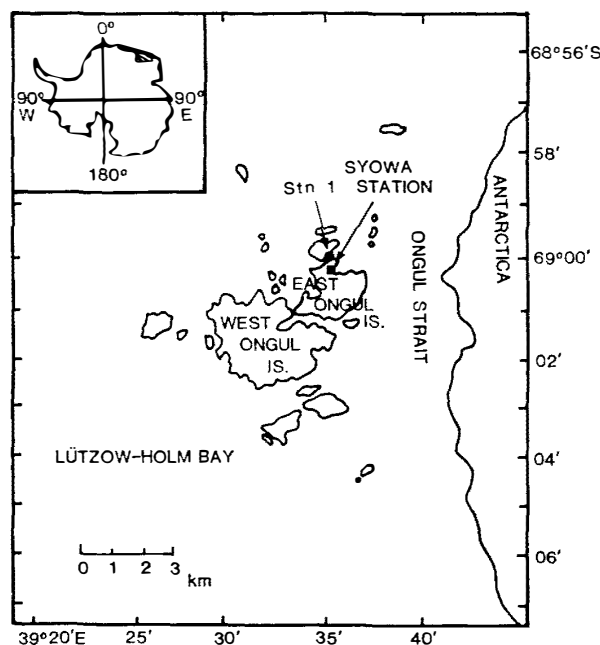 0°
90°
W
90°
E
180°
68°56'S
58'
69°00'
02'
04'
06'
Stn 1
SYOWA
STATION
ANTARCTICA
ONGUL STRAIT
EAST
ONGUL
IS.
WEST
ONGUL
IS.
LÜTZOW-HOLM BAY
0 1 2 3
km
39°20'E 25' 30' 35' 40'